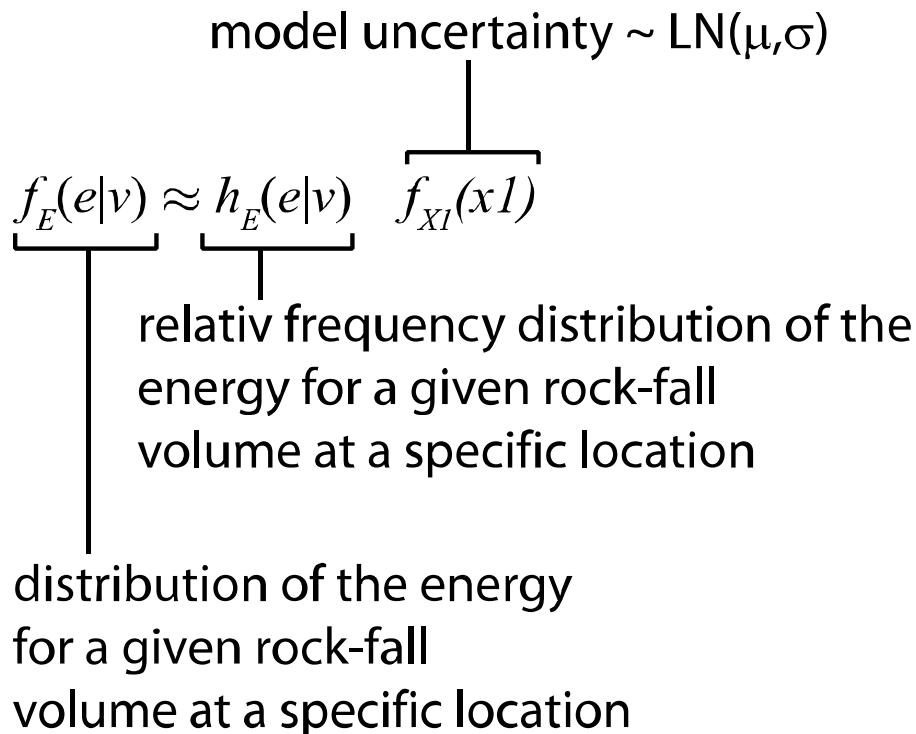 model uncertainty ~ LN(μ,σ)
f_E(e|v) ≈ h_E(e|v) f_X1(x1)
relativ frequency distribution of the
energy for a given rock-fall
volume at a specific location
distribution of the energy
for a given rock-fall
volume at a specific location